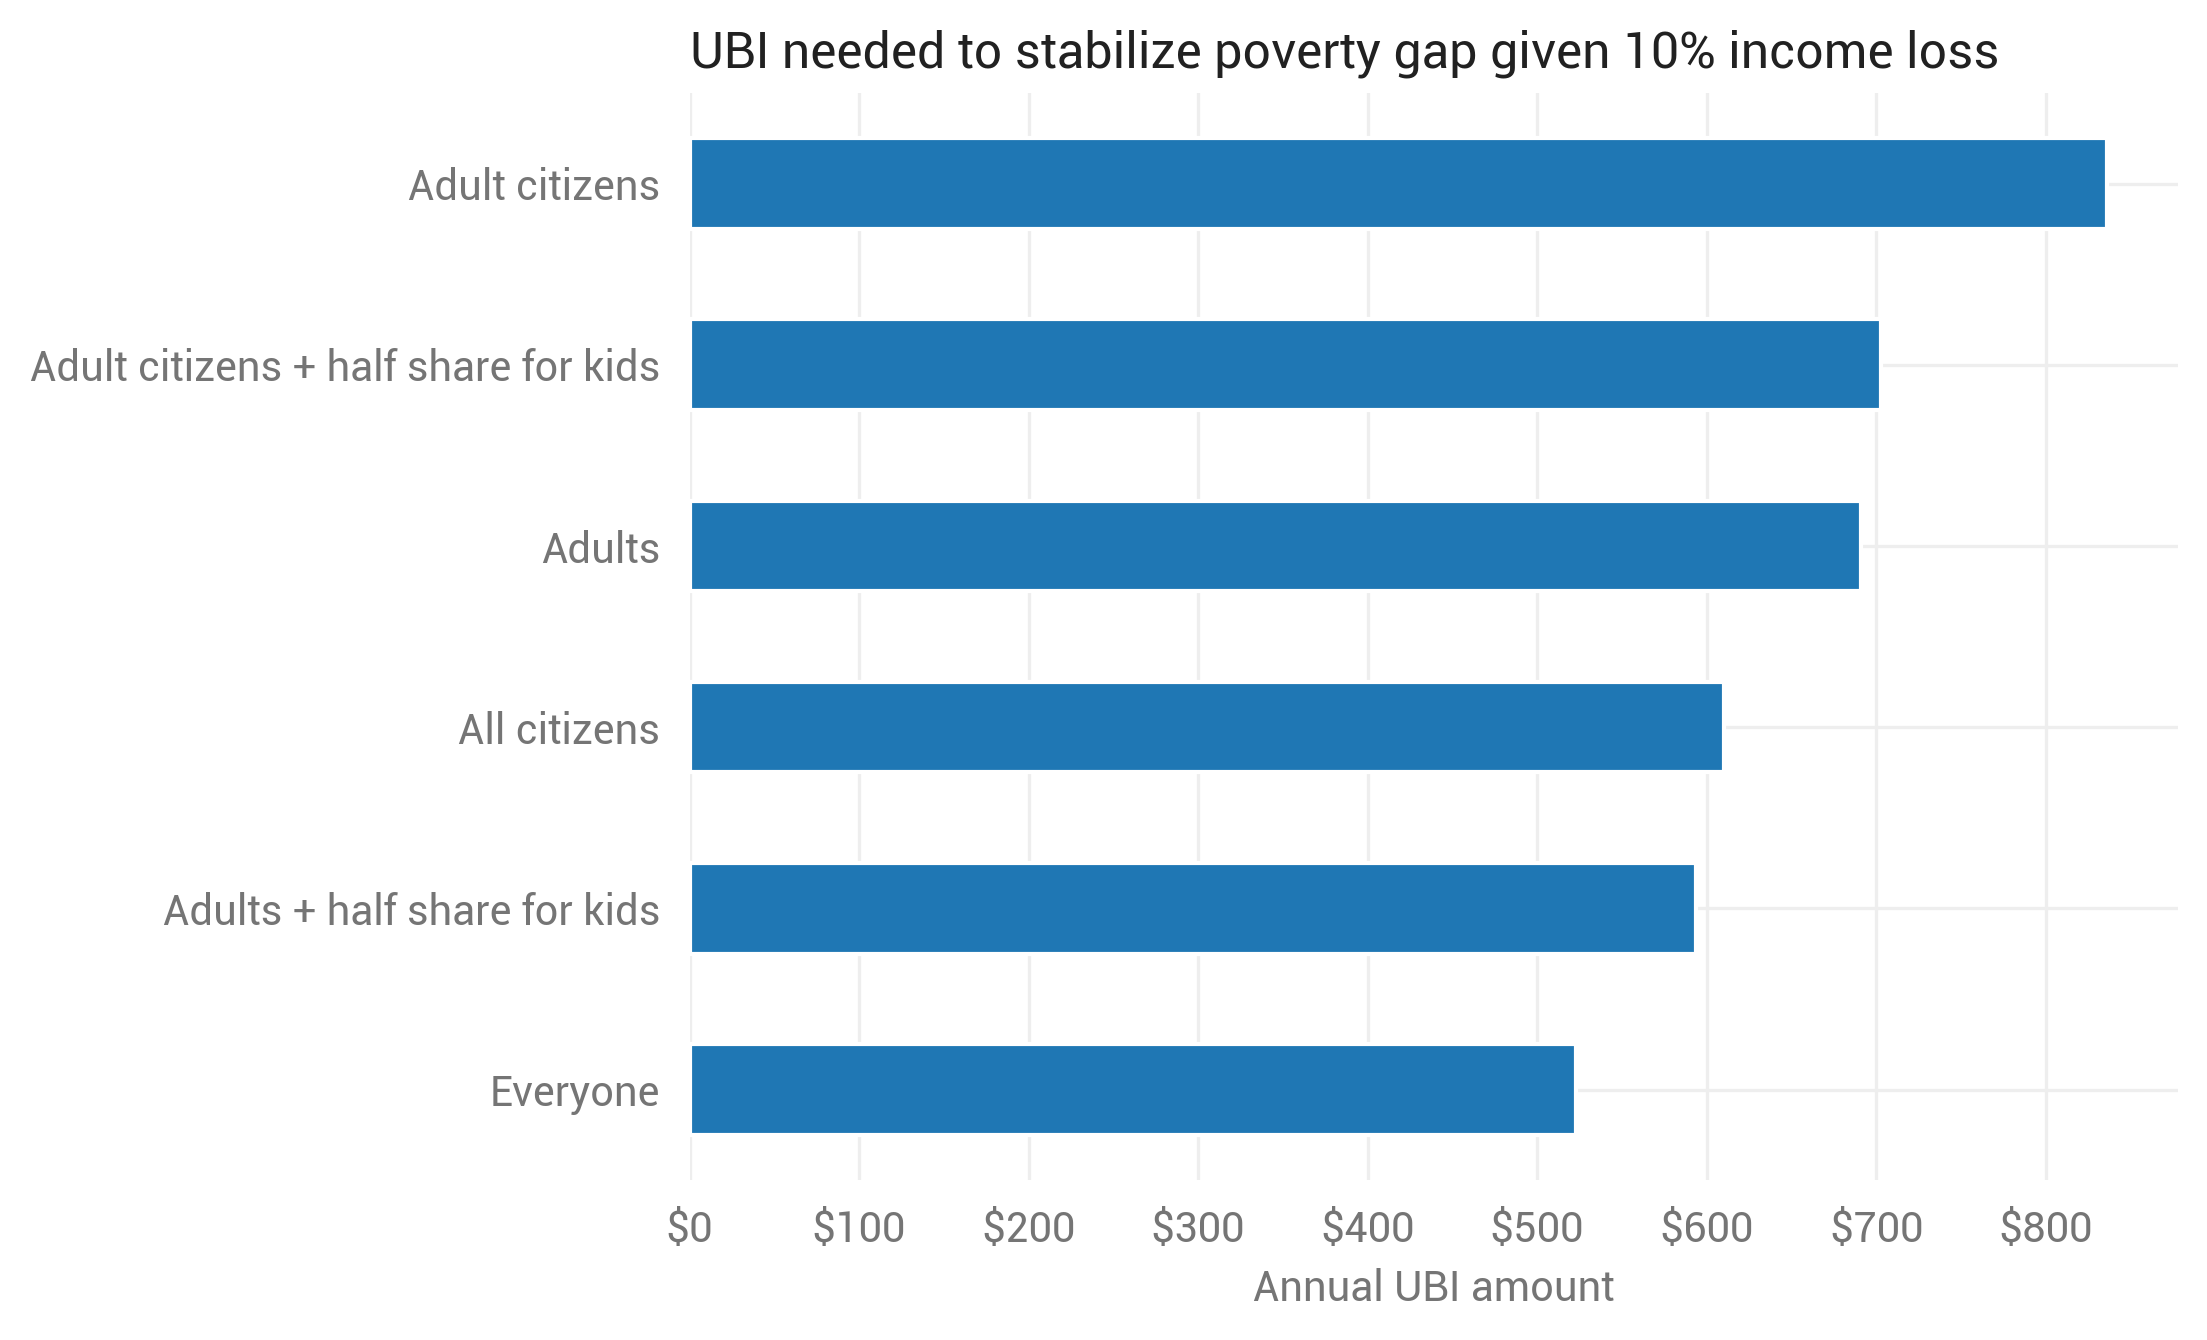 UBI needed to stabilize poverty gap given 10% income loss
Adult citizens
Adult citizens + half share for kids
Adults
All citizens
Adults + half share for kids
Everyone
$0 $100 $200 $300 $400 $500 $600 $700 $800
Annual UBI amount